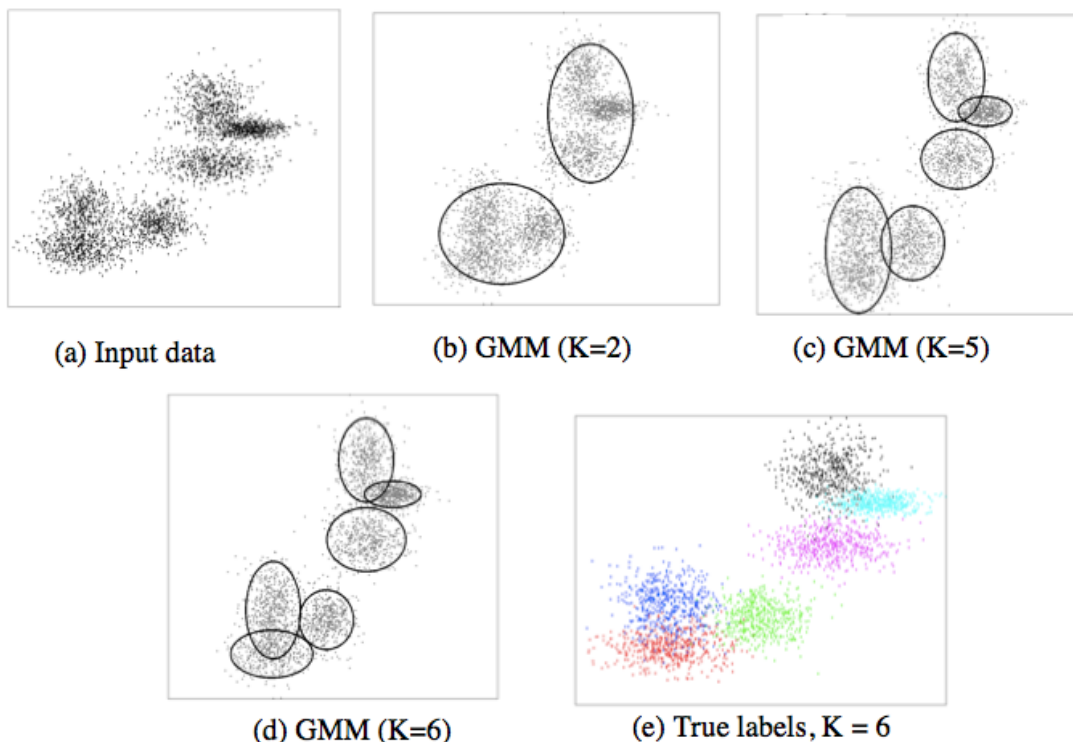 (a) Input data
(b) GMM (K=2)
(c) GMM (K=5)
(d) GMM (K=6)
(e) True labels, K = 6